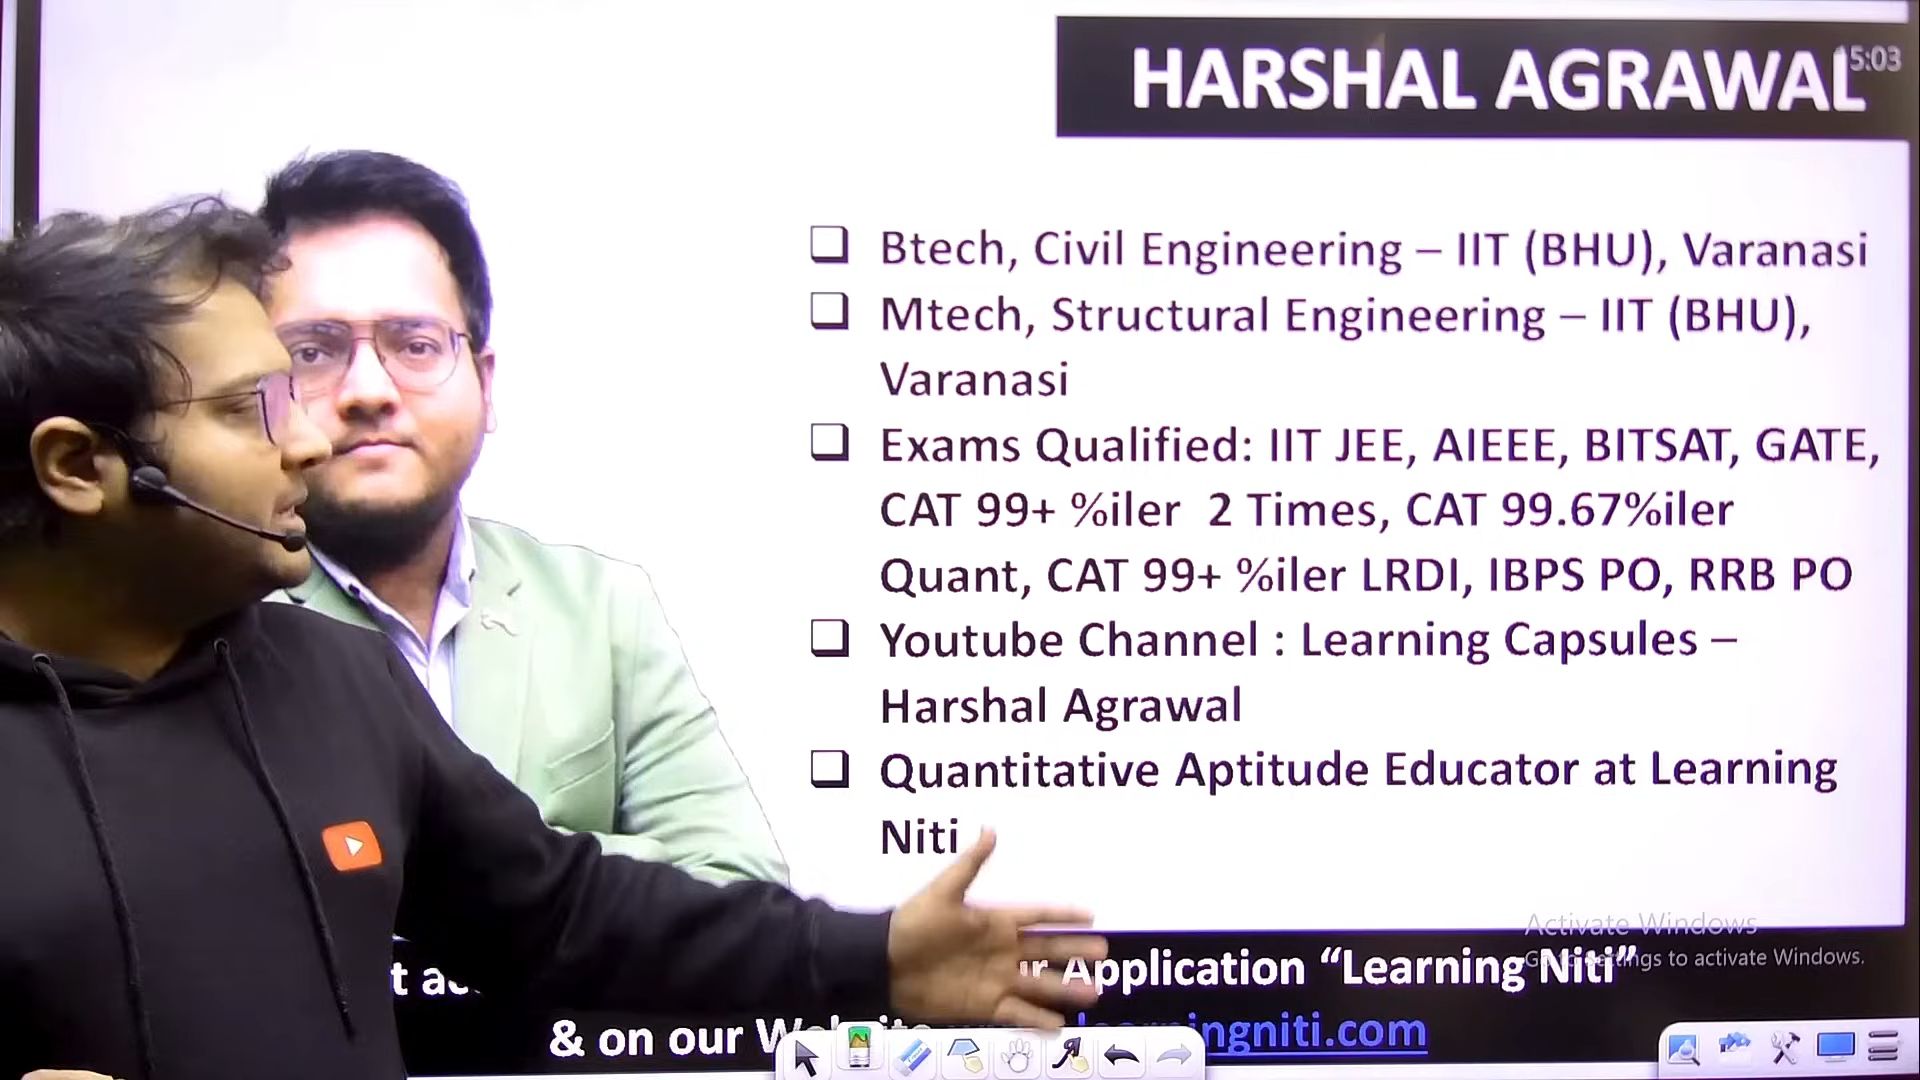 HARSHAL AGRAWAL
15:03
❑ Btech, Civil Engineering – IIT (BHU), Varanasi
❑ Mtech, Structural Engineering – IIT (BHU),
Varanasi
❑ Exams Qualified: IIT JEE, AIEEE, BITSAT, GATE,
CAT 99+ %iler 2 Times, CAT 99.67%iler
Quant, CAT 99+ %iler LRDI, IBPS PO, RRB PO
❑ Youtube Channel : Learning Capsules –
Harshal Agrawal
❑ Quantitative Aptitude Educator at Learning
Niti
Activate Windows
Application “Learning Niti”
Go to Settings to activate Windows.
& on our